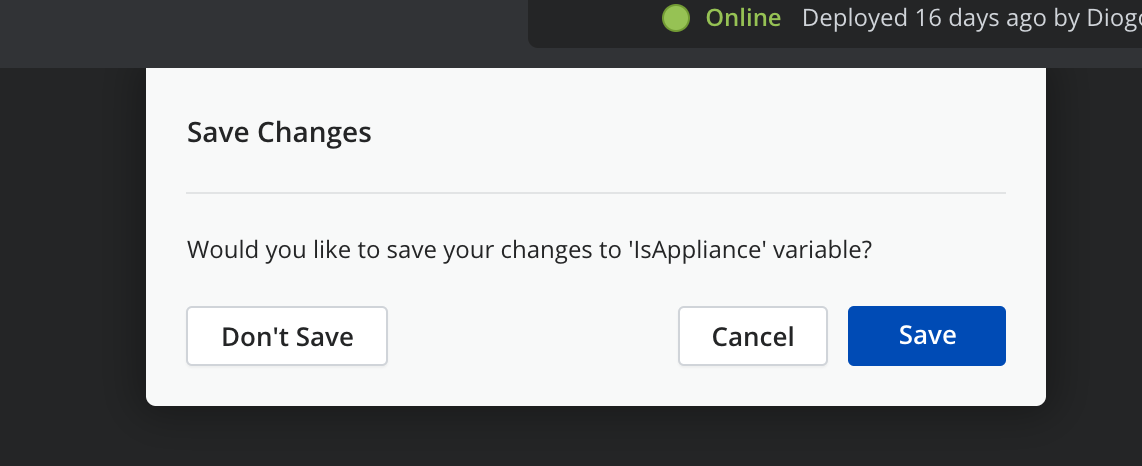 Online Deployed 16 days ago by
Save Changes
Would you like to save your changes to 'IsAppliance' variable?
Don't Save Cancel Save